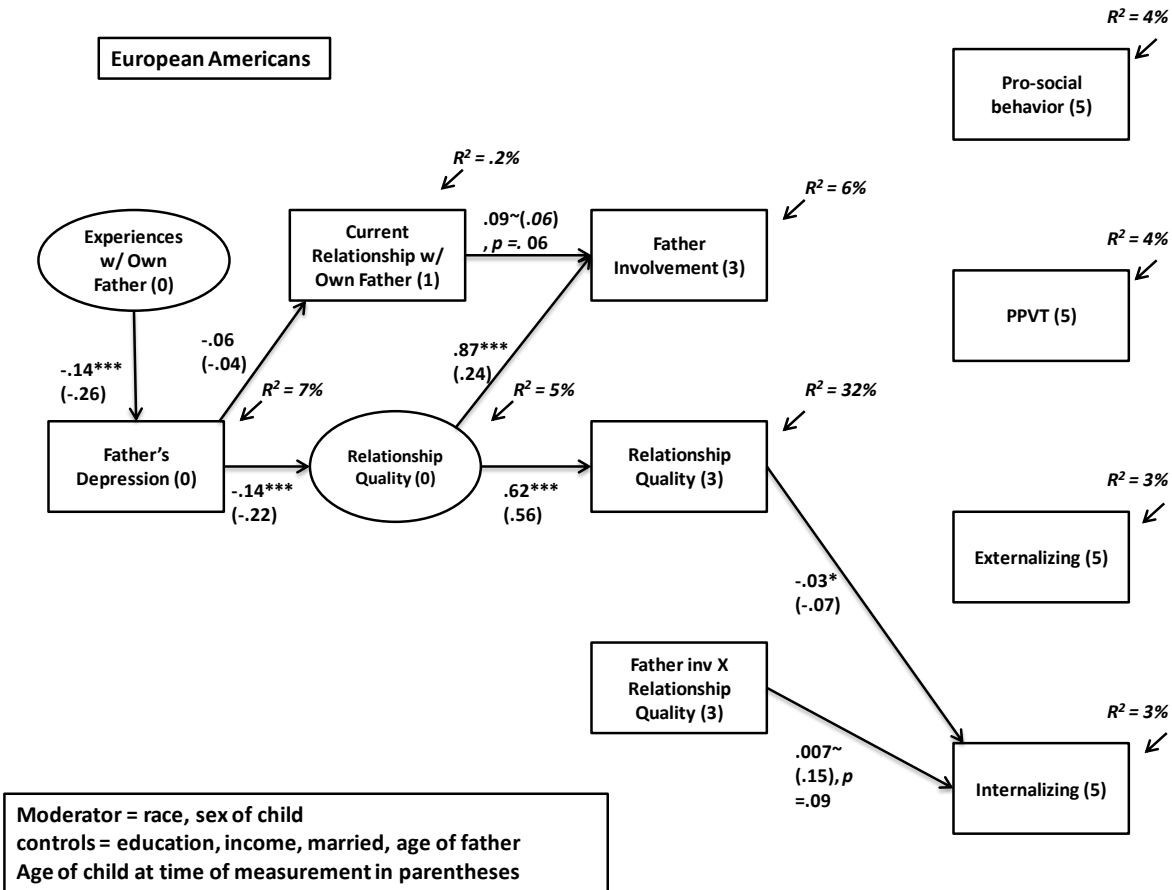 R² = 4%
European Americans
Pro-social
behavior (5)
R² = .2%
R² = 6%
Experiences
w/ Own
Father (0)
Current
Relationship w/
Own Father (1)
.09~(.06)
, p =. 06
Father
Involvement (3)
R² = 4%
PPVT (5)
-.14***
(-.26)
-.06
(-.04)
.87***
(.24)
R² = 7%
R² = 5%
R² = 32%
Father's
Depression (0)
-.14***
(-.22)
Relationship
Quality (0)
.62***
(.56)
Relationship
Quality (3)
R² = 3%
Externalizing (5)
-.03*
(-.07)
Father inv X
Relationship
Quality (3)
.007~
(.15), p
=.09
R² = 3%
Internalizing (5)
Moderator = race, sex of child
controls = education, income, married, age of father
Age of child at time of measurement in parentheses